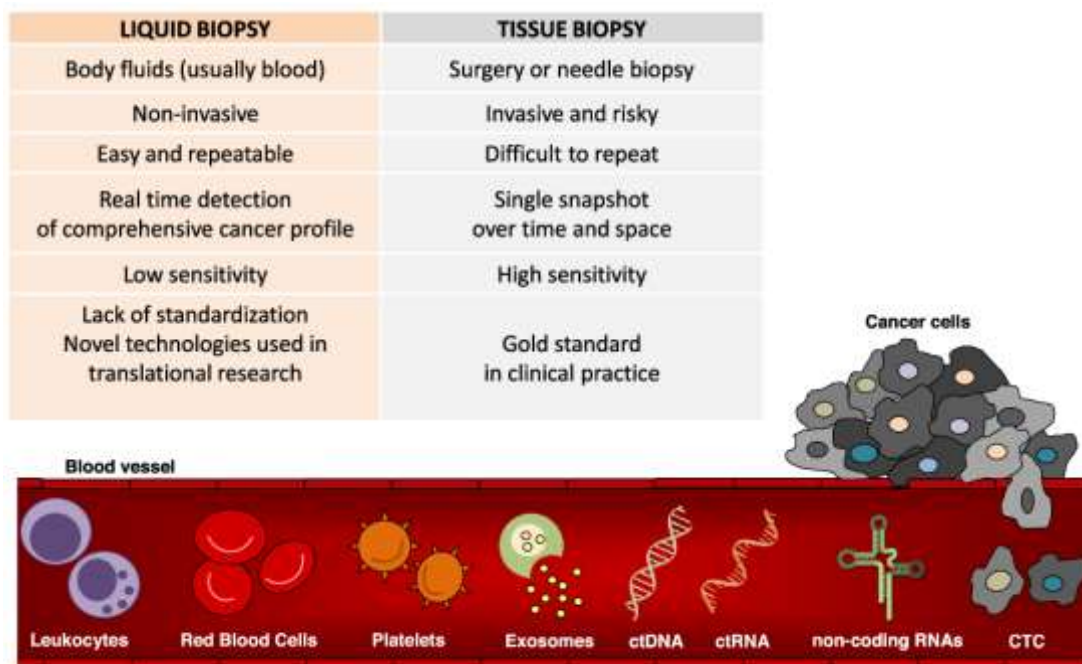 LIQUID BIOPSY
TISSUE BIOPSY
Body fluids (usually blood)
Surgery or needle biopsy
Non-invasive
Invasive and risky
Easy and repeatable
Difficult to repeat
Real time detection
of comprehensive cancer profile
Single snapshot
over time and space
Low sensitivity
High sensitivity
Lack of standardization
Novel technologies used in
translational research
Gold standard
in clinical practice
Cancer cells
Blood vessel
Leukocytes
Red Blood Cells
Platelets
Exosomes
ctDNA
ctRNA
non-coding RNAs
CTC